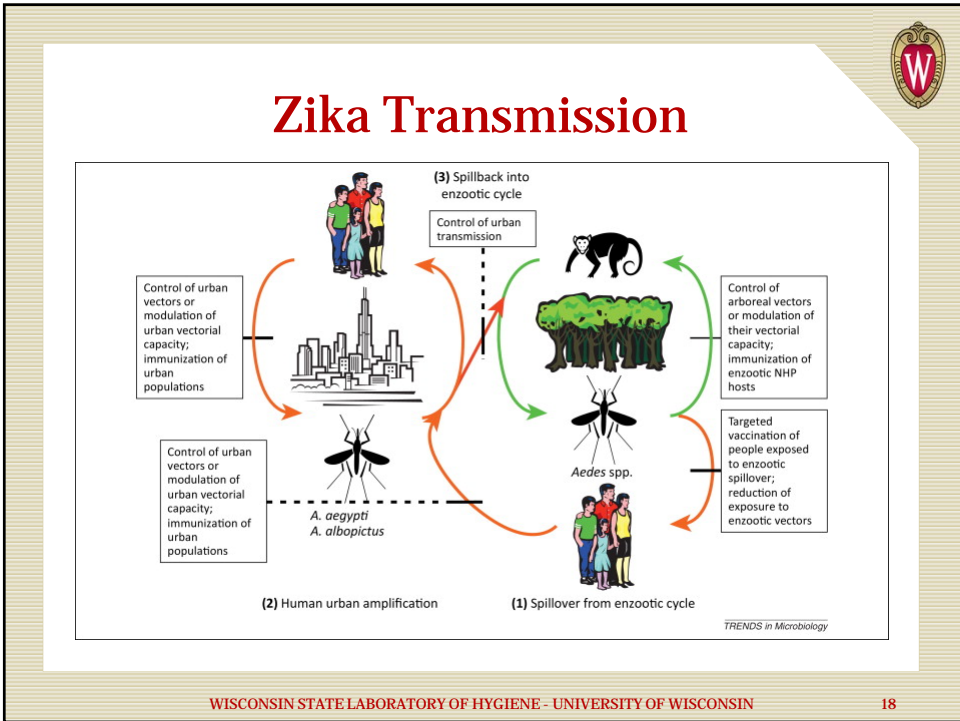 W
Zika Transmission
(3) Spillback into
enzootic cycle
Control of urban
transmission
Control of urban
vectors or
modulation of
urban vectorial
capacity;
immunization of
urban
populations
Control of
arboreal vectors
or modulation of
their vectorial
capacity;
immunization of
enzootic NHP
hosts
Control of urban
vectors or
modulation of
urban vectorial
capacity;
immunization of
urban
populations
A. aegypti
A. albopictus
Aedes spp.
Targeted
vaccination of
people exposed
to enzootic
spillover;
reduction of
exposure to
enzootic vectors
(2) Human urban amplification
(1) Spillover from enzootic cycle
TRENDS in Microbiology
WISCONSIN STATE LABORATORY OF HYGIENE - UNIVERSITY OF WISCONSIN
18